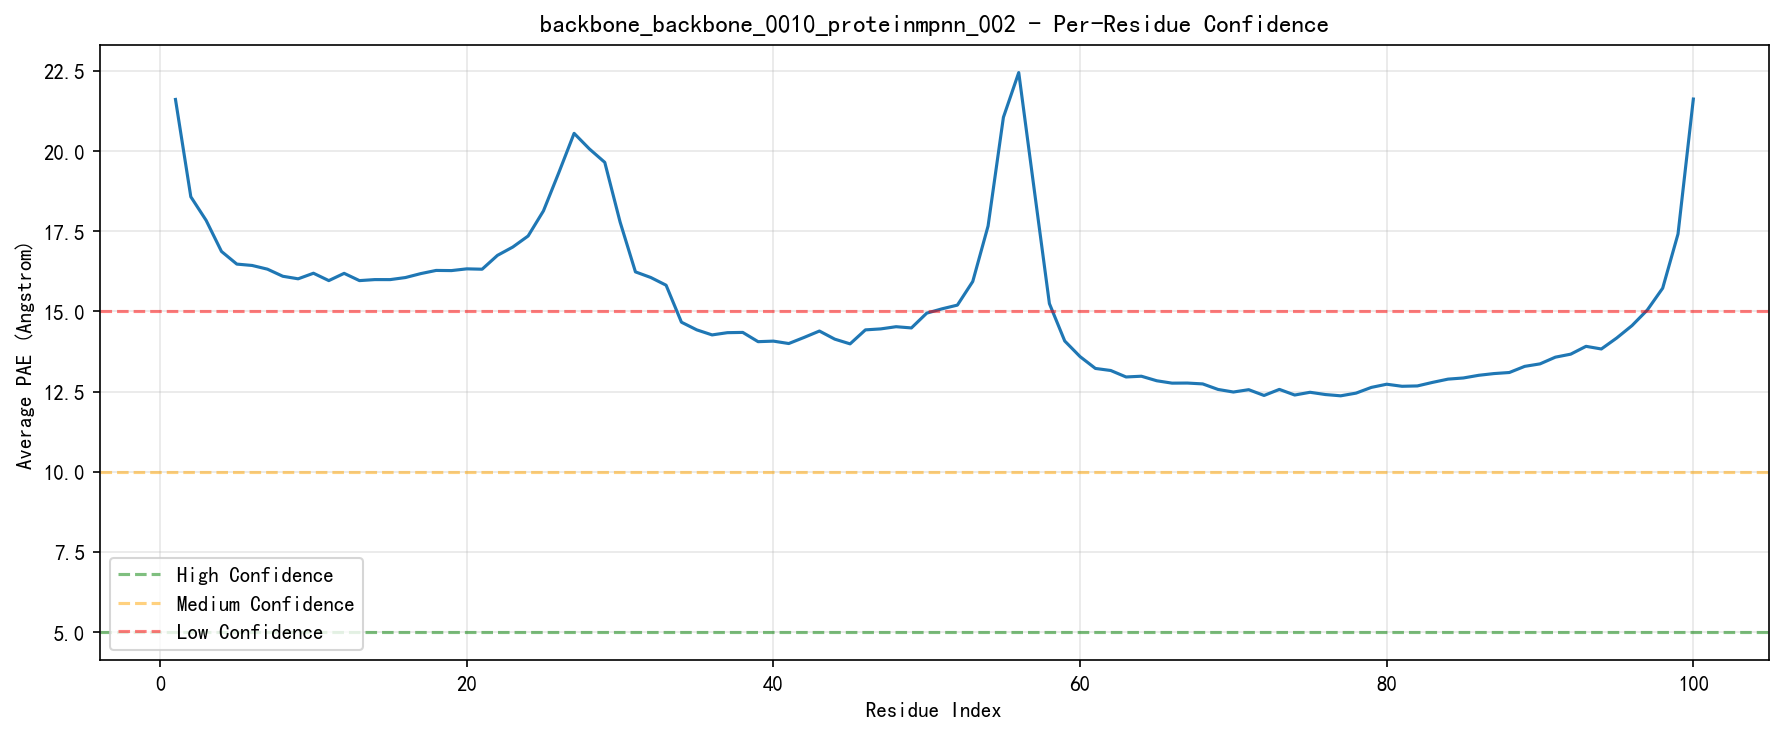 backbone_backbone_0010_proteinmpnn_002 - Per-Residue Confidence
Average PAE (Angstrom)
22.5
20.0
17.5
15.0
12.5
10.0
7.5
5.0
High Confidence
Medium Confidence
Low Confidence
0 20 40 60 80 100
Residue Index